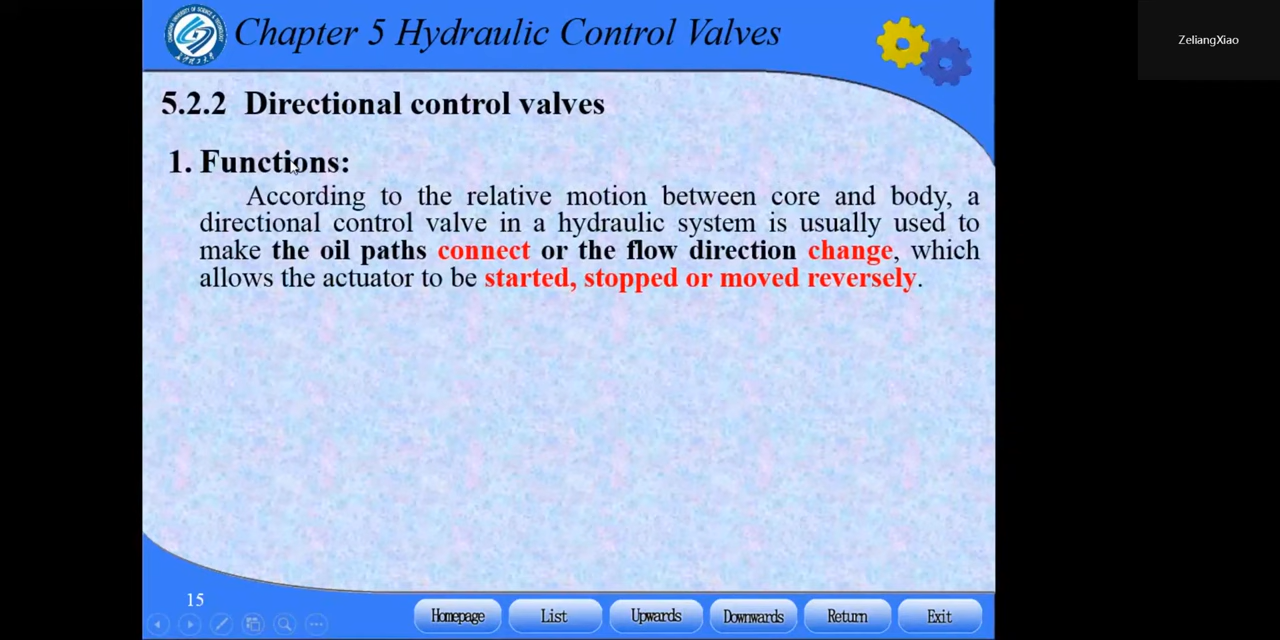 Chapter 5 Hydraulic Control Valves
ZeliangXiao
5.2.2 Directional control valves
1. Functions:
According to the relative motion between core and body, a
directional control valve in a hydraulic system is usually used to
make the oil paths connect or the flow direction change, which
allows the actuator to be started, stopped or moved reversely.
15
Homepage
List
Upwards
Downwards
Return
Exit